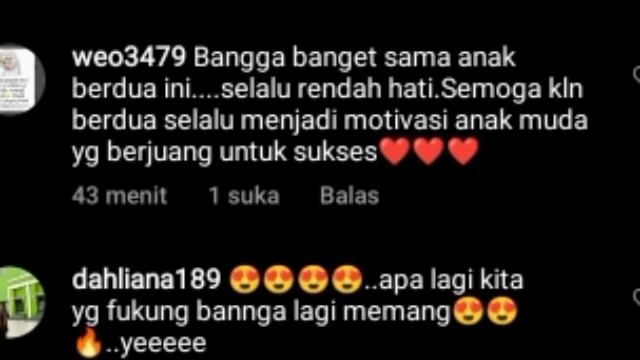 weo3479 Bangga banget sama anak
berdua ini....selalu rendah hati.Semoga kln
berdua selalu menjadi motivasi anak muda
yg berjuang untuk sukses❤️❤️❤️
43 menit 1 suka Balas
dahliana189 😍😍😍😍..apa lagi kita
yg fukung bannga lagi memang😍😍
🔥..yeeeee